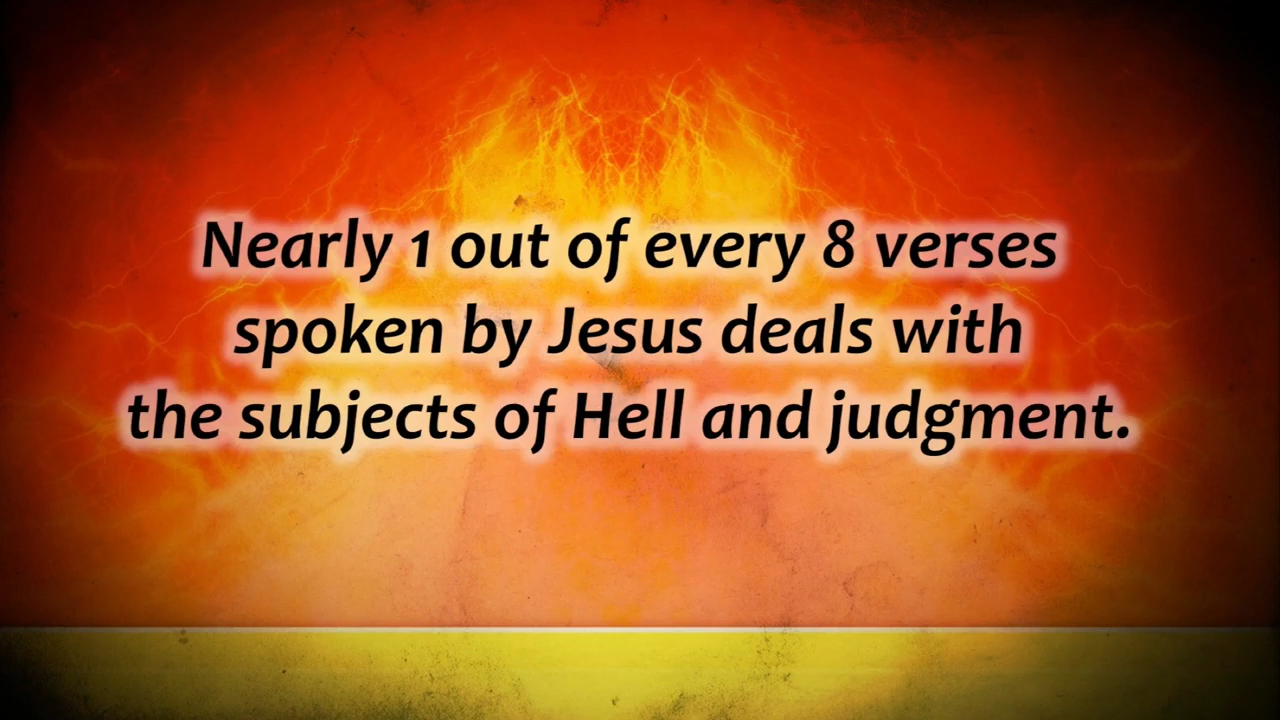 Nearly 1 out of every 8 verses
spoken by Jesus deals with
the subjects of Hell and judgment.